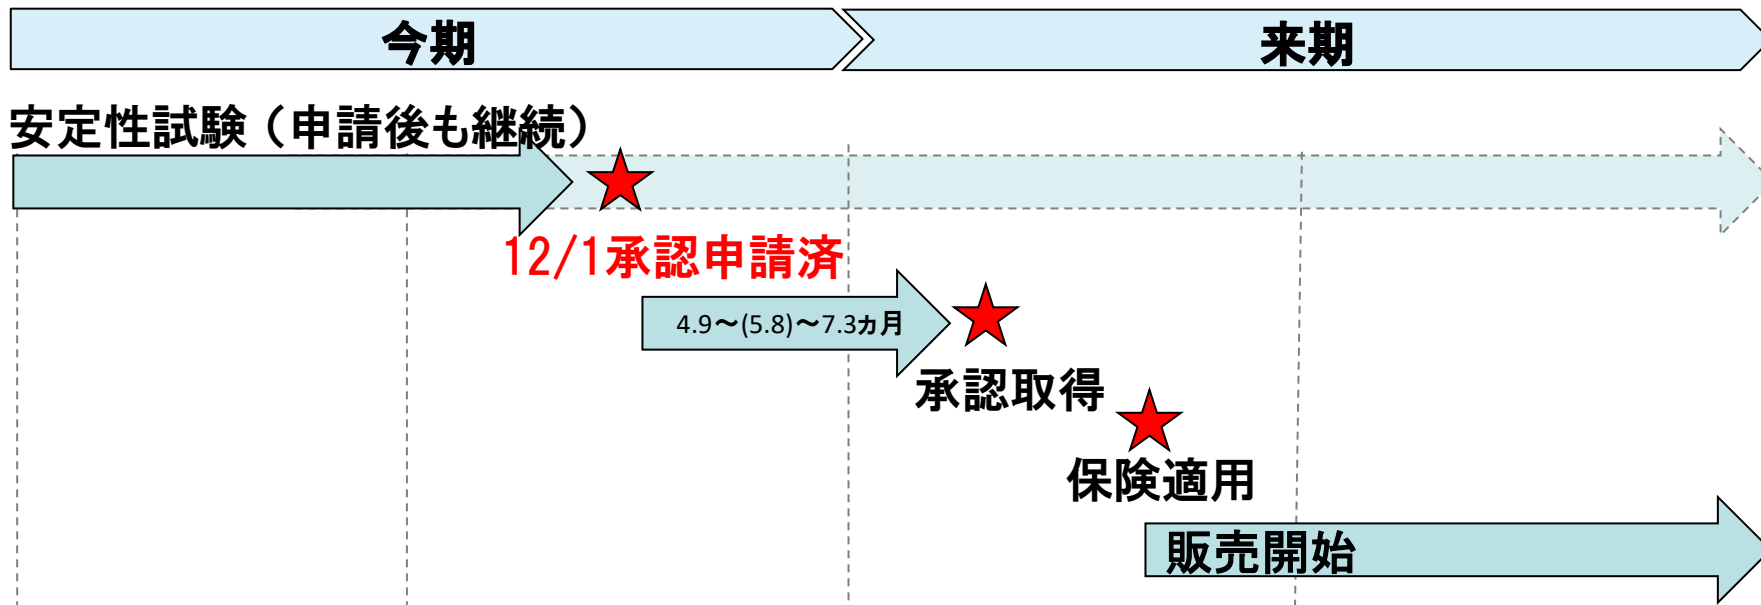 今期
来期
安定性試験（申請後も継続）
12/1承認申請済
4.9～(5.8)～7.3ヵ月
承認取得
保険適用
販売開始